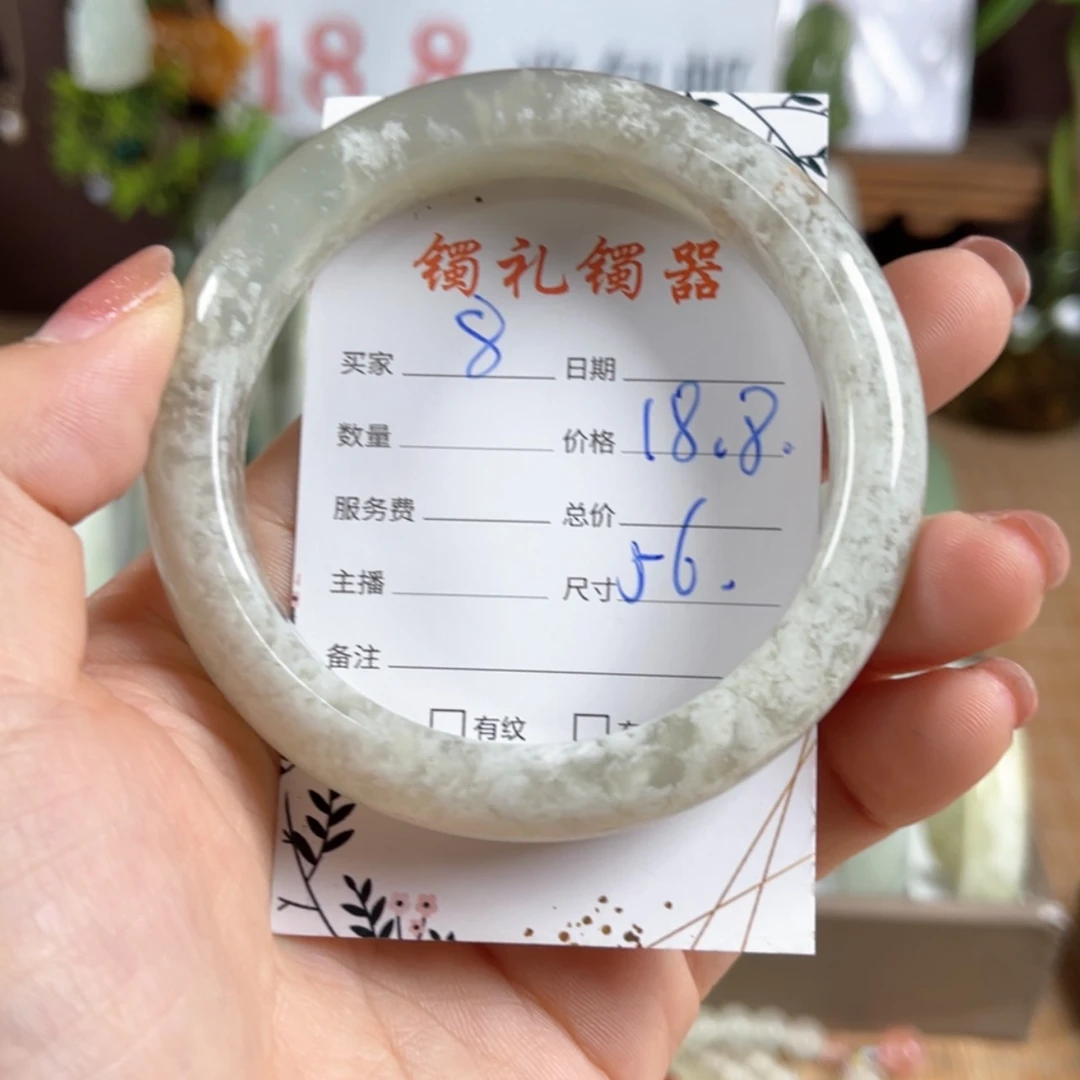 18.8
镯礼镯器
买家 8 日期
数量 价格 18.8.
服务费 总价
主播 尺寸 56.
备注
□有纹 □